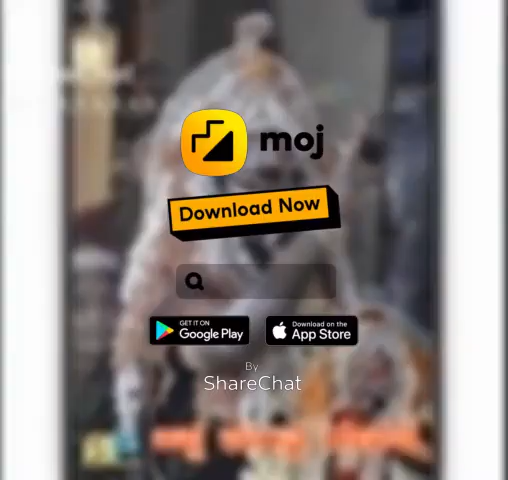 moj
Download Now
GET IT ON
Google Play
Download on the
App Store
By
ShareChat